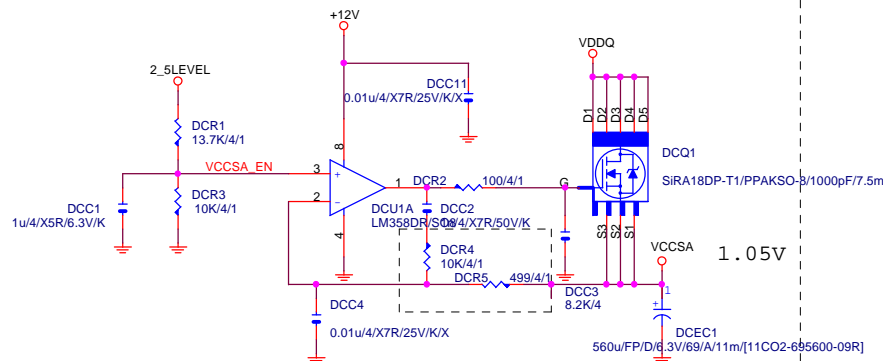 +12V
VDDQ
2_5LEVEL
DCC11
0.01u/4/X7R/25V/K/X
D1
D2
D3
D4
D5
DCR1
13.7K/4/1
8
DCQ1
VCCSA_EN
3
+
1
DCR2
100/4/1
G
SiRA18DP-T1/PPAKSO-8/1000pF/7.5m
2
-
DCR3
10K/4/1
DCC1
1u/4/X5R/6.3V/K
DCU1A
DCC2
4
S3
S2
S1
VCCSA
1.05V
DCR4
10K/4/1
DCR5
499/4/1
DCC3
8.2K/4
1
+
DCC4
0.01u/4/X7R/25V/K/X
DCEC1
560u/FP/D/6.3V/69/A/11m/[11CO2-695600-09R]